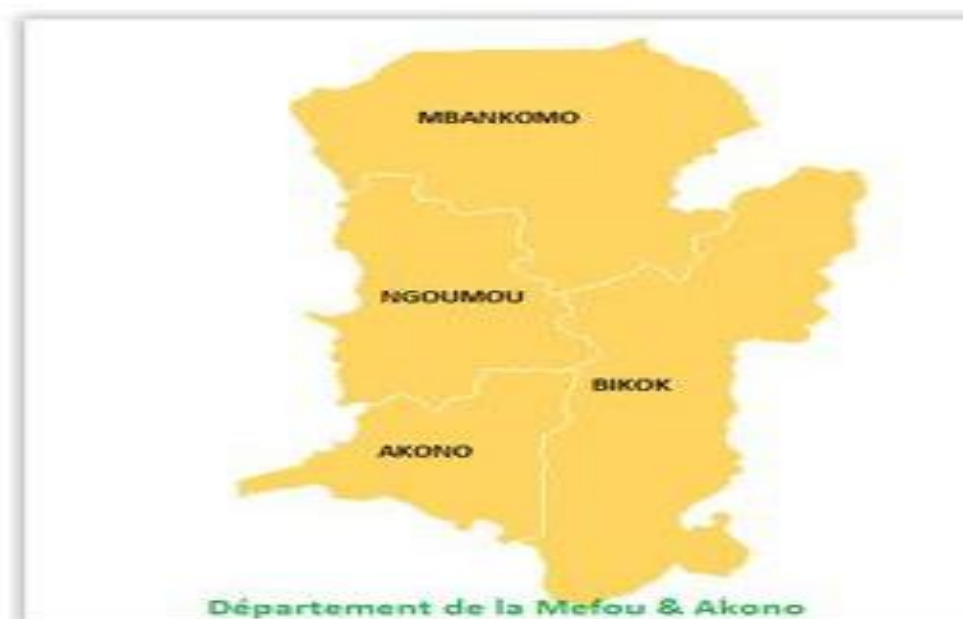 MBANKOMO
NGOUMOU
BIKOK
AKONO
Département de la Mefou & Akono